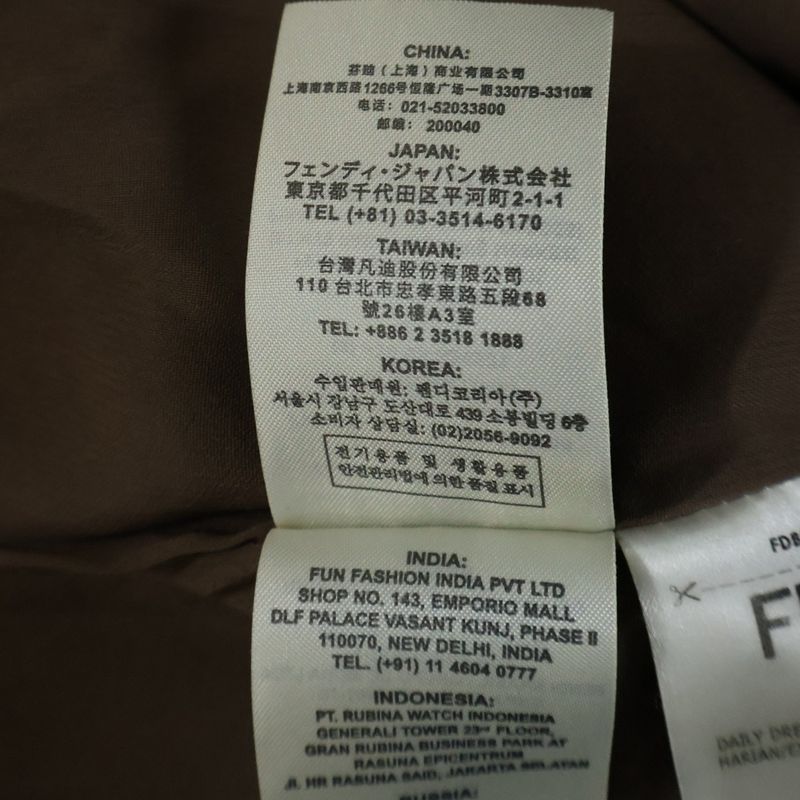 CHINA:
芬迪（上海）商业有限公司
上海南京西路1266号恒隆广场一期3307B-3310室
电话: 021-52033800
邮编: 200040
JAPAN:
フェンディ・ジャパン株式会社
東京都千代田区平河町2-1-1
TEL (+81) 03-3514-6170
TAIWAN:
台灣凡迪股份有限公司
110 台北市忠孝東路五段68
號26樓A3室
TEL: +886 2 3518 1888
KOREA:
수입판매원: 펜디코리아(주)
서울시 강남구 도산대로 439 소봉빌딩 6층
소비자 상담실: (02)2056-9092
전기용품 및 생활용품
안전관리법에 의한 품질 표시
INDIA:
FUN FASHION INDIA PVT LTD
SHOP NO. 143, EMPORIO MALL
DLF PALACE VASANT KUNJ, PHASE II
110070, NEW DELHI, INDIA
TEL. (+91) 11 4604 0777
INDONESIA:
PT. RUBINA WATCH INDONESIA
GENERALI TOWER 23rd FLOOR,
GRAN RUBINA BUSINESS PARK AT
RASUNA EPICENTRUM
JL. HR RASUNA SAID, JAKARTA SELATAN
RUSSIA:
FDB
F
DAILY DRE
HARIAN/E